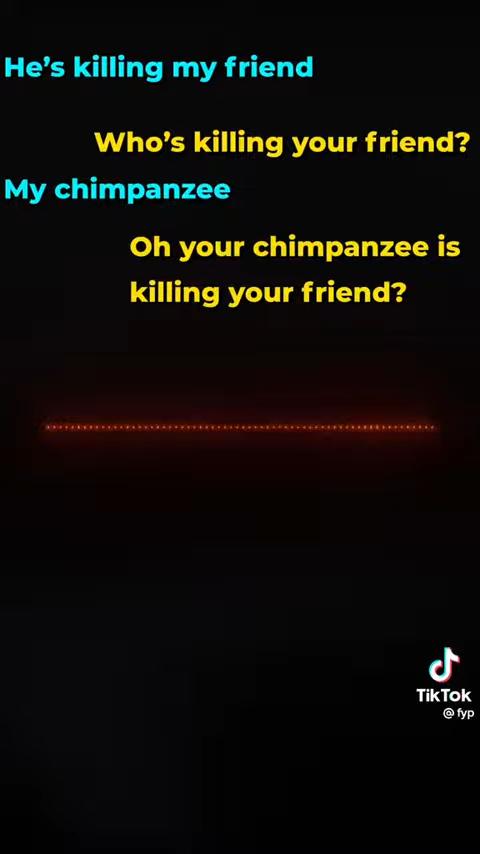 He’s killing my friend
Who’s killing your friend?
My chimpanzee
Oh your chimpanzee is
killing your friend?
TikTok
@ fyp